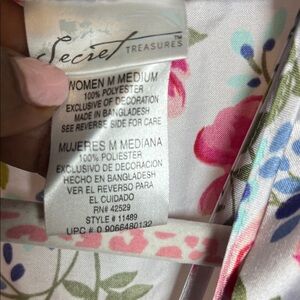 Secret
TREASURES™
WOMEN M MEDIUM
100% POLYESTER
EXCLUSIVE OF DECORATION
MADE IN BANGLADESH
SEE REVERSE SIDE FOR CARE
MUJERES M MEDIANA
100% POLIESTER
EXCLUSIVO DE DECORACION
HECHO EN BANGLADESH
VER EL REVERSO PARA
EL CUIDADO
RN# 42529
STYLE # 11489
UPC # 0 9066480132